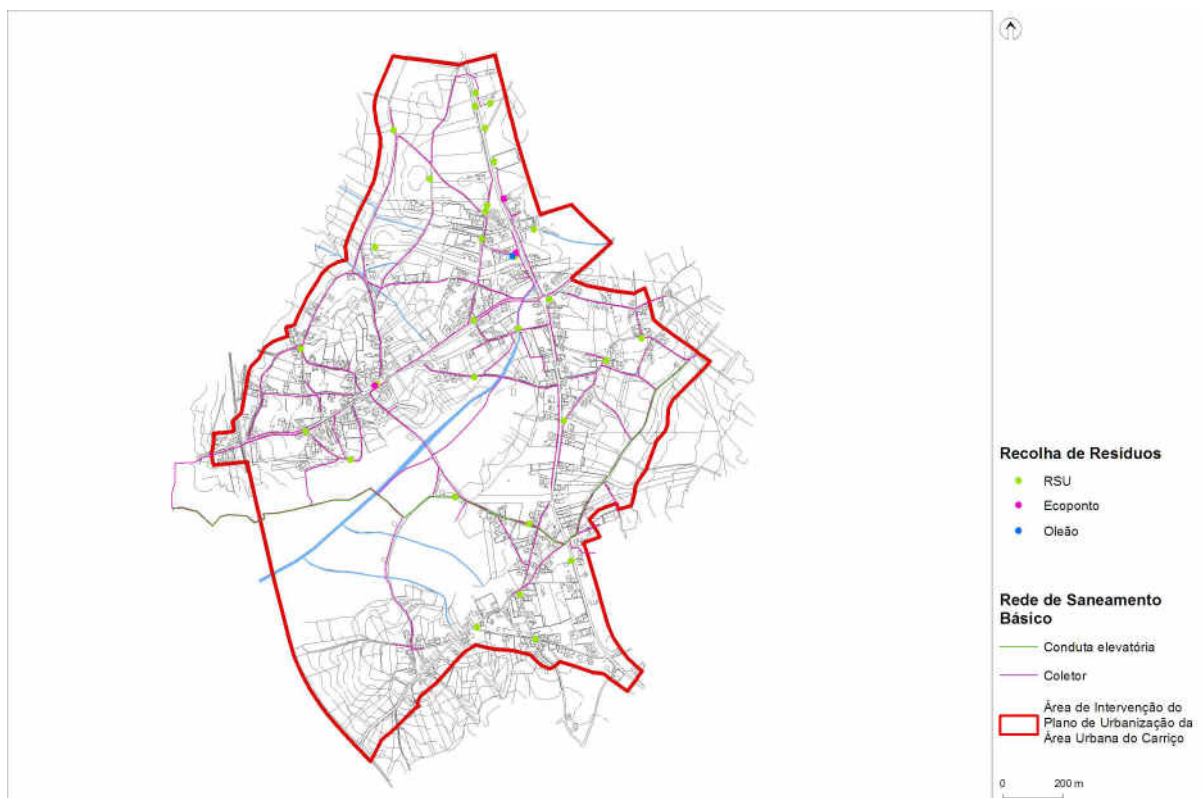 Recolha de Resíduos
RSU
Ecoponto
Oleão
Rede de Saneamento
Básico
Conduta elevatória
Coletor
Área de Intervenção do
Plano de Urbanização da
Área Urbana do Carriço
0 200 m